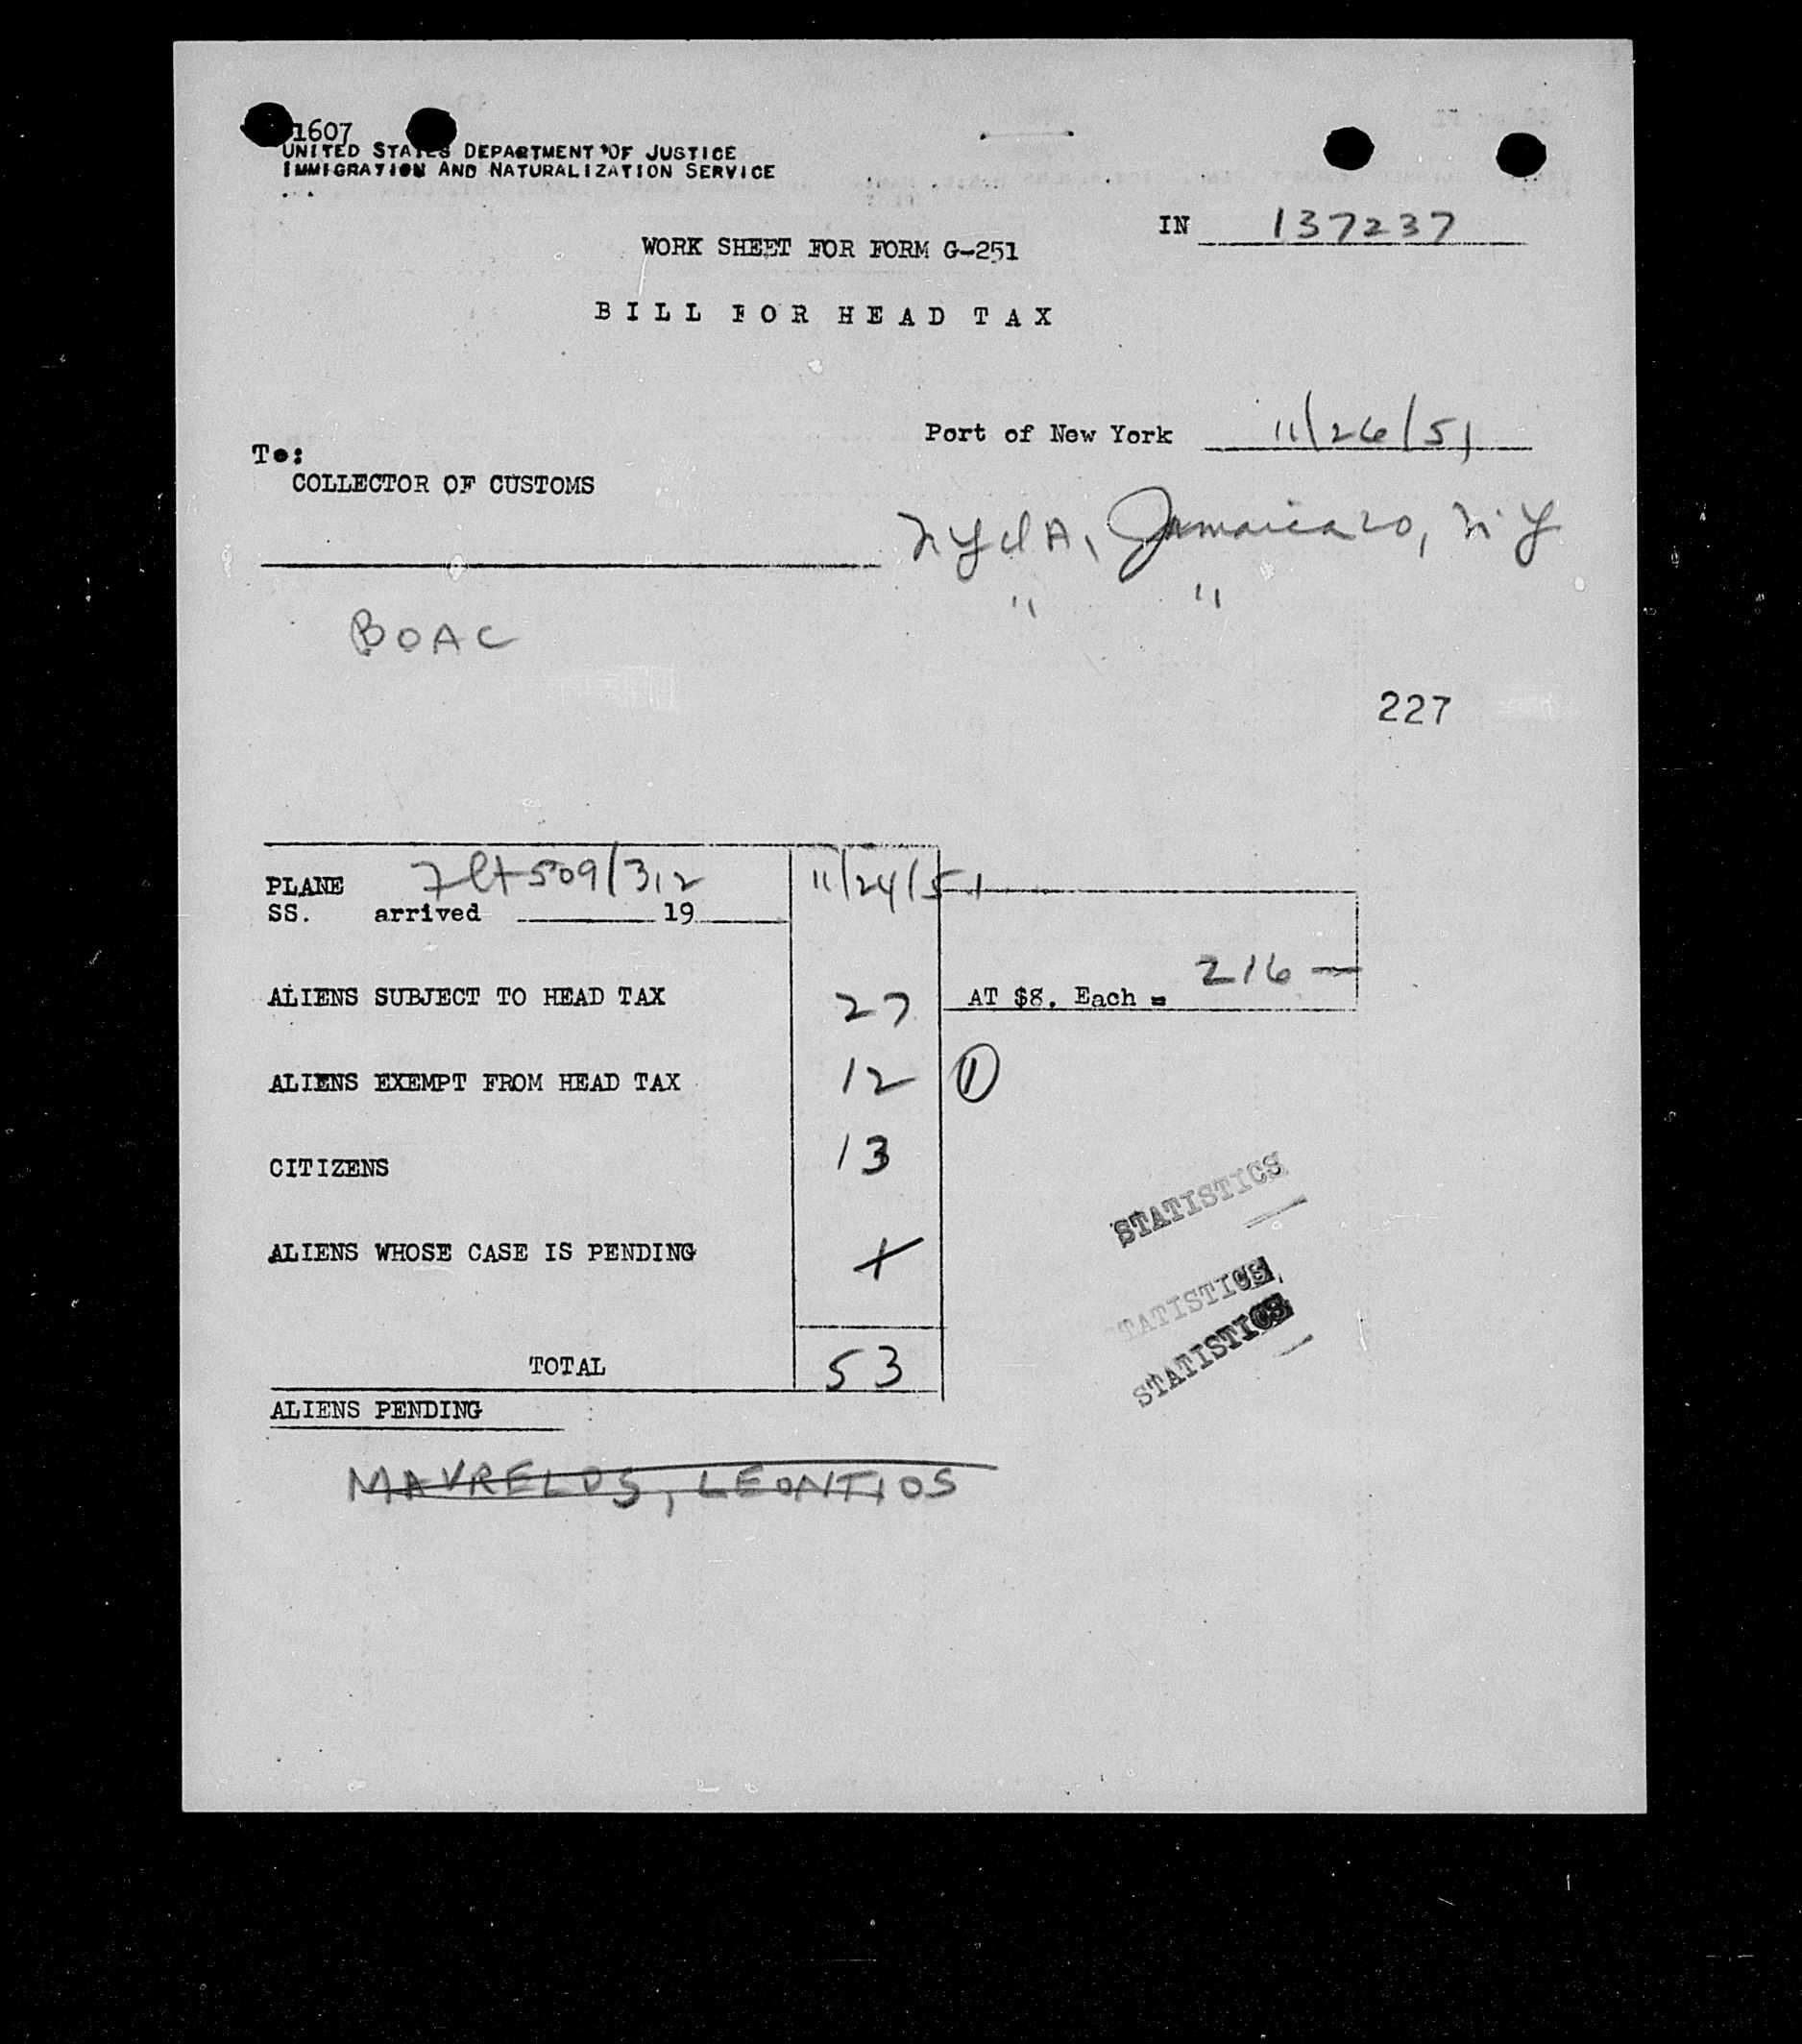 1607
UNITED STATES DEPARTMENT OF JUSTICE
IMMIGRATION AND NATURALIZATION SERVICE
IN 137237
WORK SHEET FOR FORM G-251
BILL FOR HEAD TAX
Port of New York 11/26/51
To:
COLLECTOR OF CUSTOMS
NYIA, Jamaica 20, NY
" "
BOAC
227
PLANE Flt 509/312 11/24/51
SS. arrived 19
ALIENS SUBJECT TO HEAD TAX 27 AT $8. Each = 216 —
ALIENS EXEMPT FROM HEAD TAX 12 1
CITIZENS 13
ALIENS WHOSE CASE IS PENDING
TOTAL 53
STATISTICS
TATISTICS
STATISTICS
ALIENS PENDING
MAVRELOS, LEONTIOS